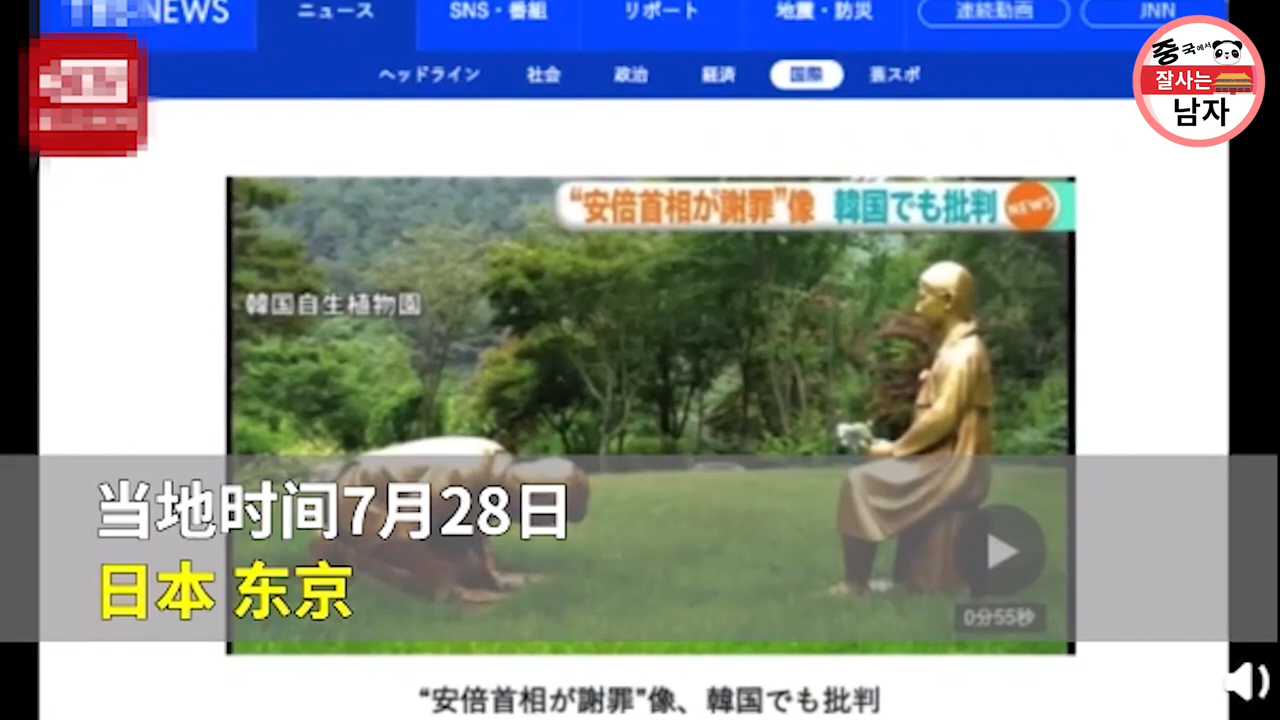 NEWS
ニュース
SNS・番組
リポート
地震・防災
連続動画
JNN
ヘッドライン
社会
政治
経済
国際
芸スポ
중국에서
잘사는
남자
“安倍首相が謝罪”像 韓国でも批判
NEWS
韓国自生植物園
当地时间7月28日
日本 东京
0分55秒
“安倍首相が謝罪”像、韓国でも批判